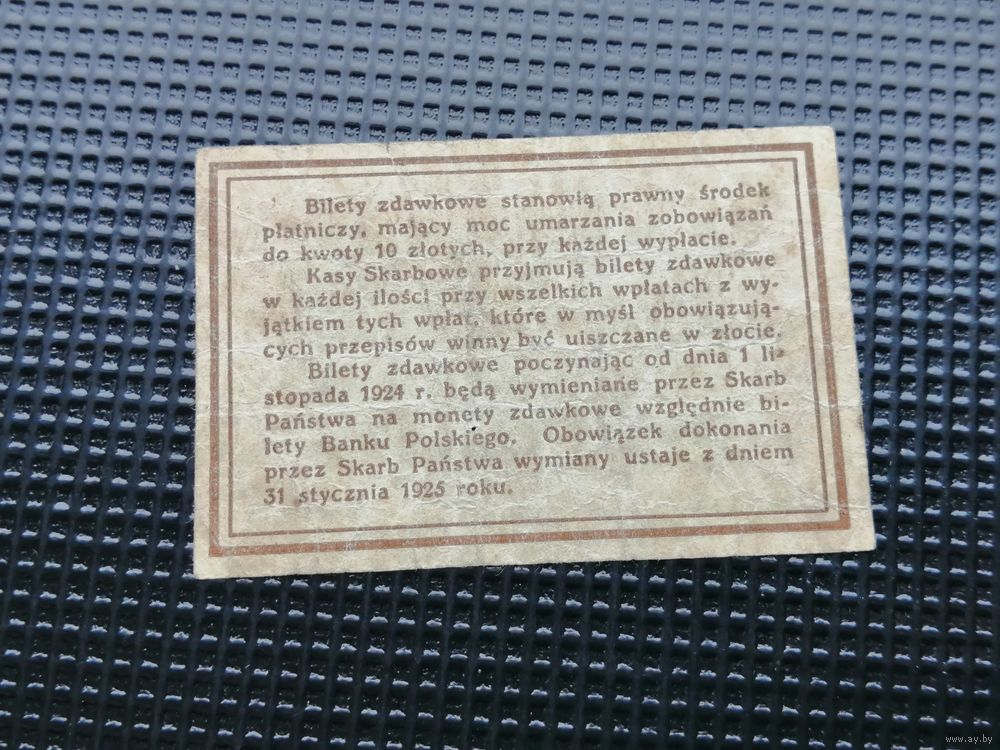 Bilety zdawkowe stanowią prawny środek
płatniczy, mający moc umarzania zobowiązań
do kwoty 10 złotych, przy każdej wypłacie.
Kasy Skarbowe przyjmują bilety zdawkowe
w każdej ilości przy wszelkich wpłatach z wy-
jątkiem tych wpłat, które w myśl obowiązują-
cych przepisów winny być uiszczane w złocie.
Bilety zdawkowe poczynając od dnia 1 li-
stopada 1924 r. będą wymieniane przez Skarb
Państwa na monety zdawkowe względnie bi-
lety Banku Polskiego. Obowiązek dokonania
przez Skarb Państwa wymiany ustaje z dniem
31 stycznia 1925 roku.
www.ay.by